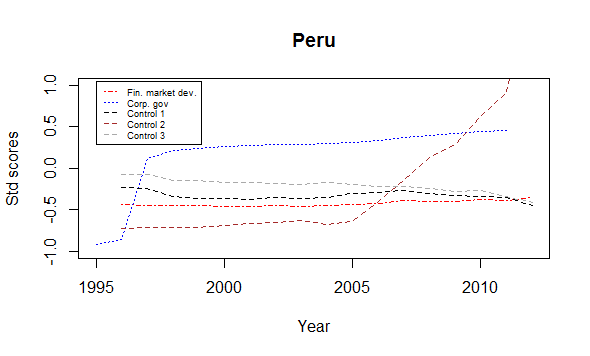 Peru
Fin. market dev.
Corp. gov
Control 1
Control 2
Control 3
Std scores
1.0
0.5
0.0
-0.5
-1.0
1995 2000 2005 2010
Year